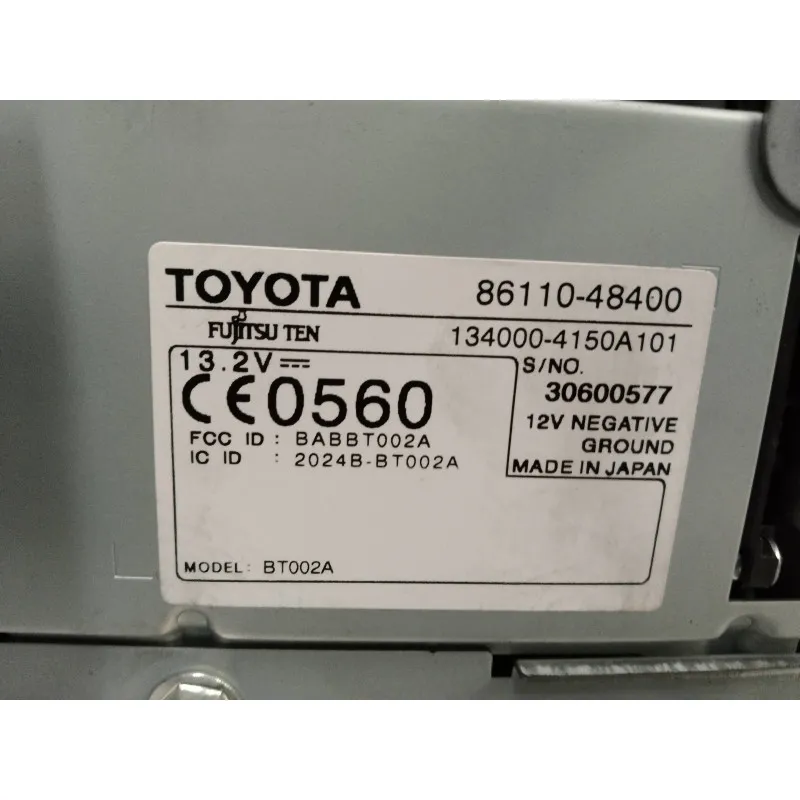 TOYOTA 86110-48400
FUJITSU TEN 134000-4150A101
13.2V S/NO.
CE0560 30600577
12V NEGATIVE
FCC ID : BABBT002A GROUND
IC ID : 2024B-BT002A MADE IN JAPAN
MODEL: BT002A